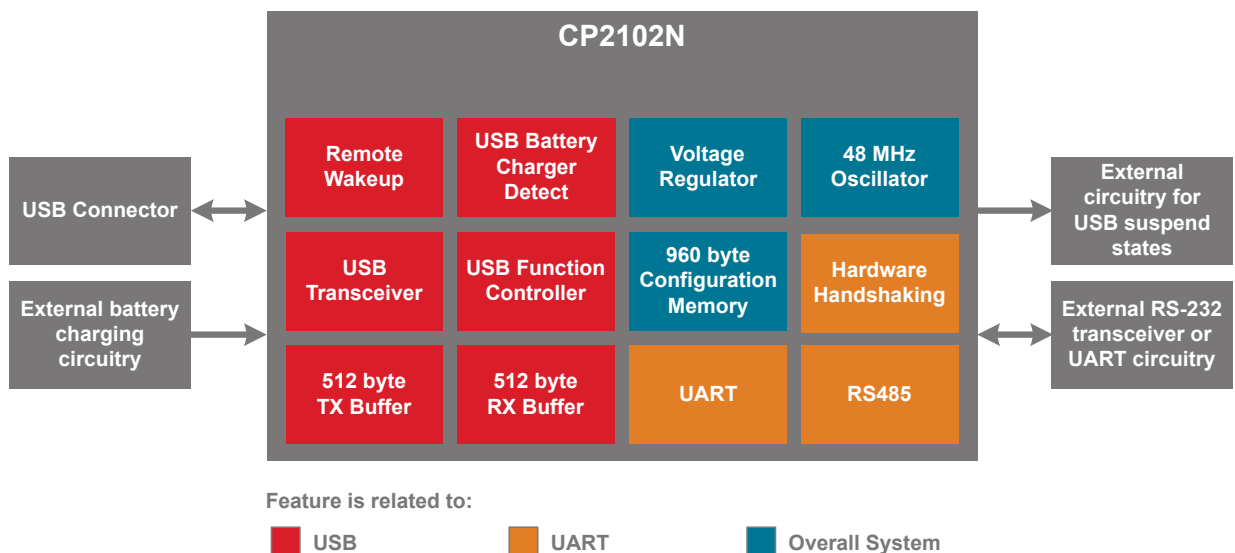 CP2102N
Remote
Wakeup
USB Battery
Charger
Detect
Voltage
Regulator
48 MHz
Oscillator
USB Connector
External
circuitry for
USB suspend
states
USB
Transceiver
USB Function
Controller
960 byte
Configuration
Memory
Hardware
Handshaking
External battery
charging
circuitry
External RS-232
transceiver or
UART circuitry
512 byte
TX Buffer
512 byte
RX Buffer
UART
RS485
Feature is related to:
USB
UART
Overall System